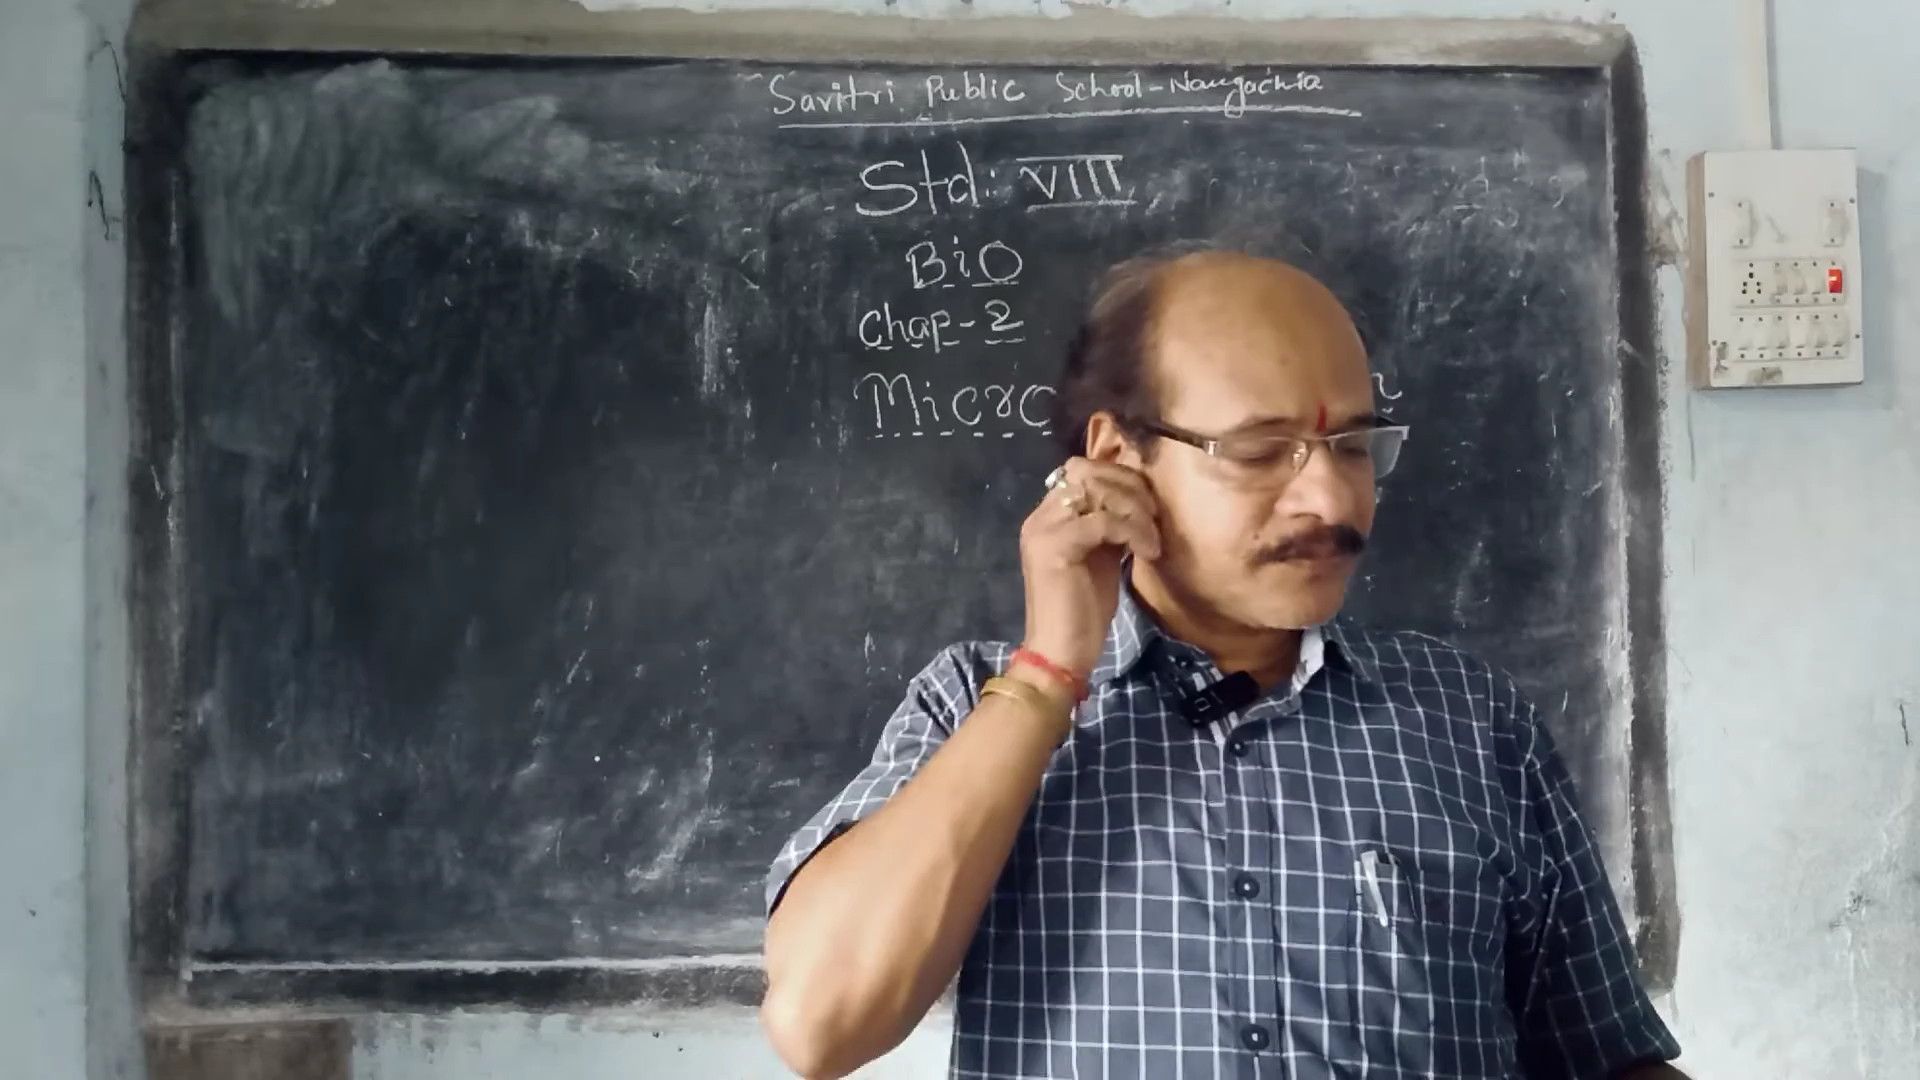 Savitri Public School-Naugachia
Std: VIII
BiO
Chap-2
Micro